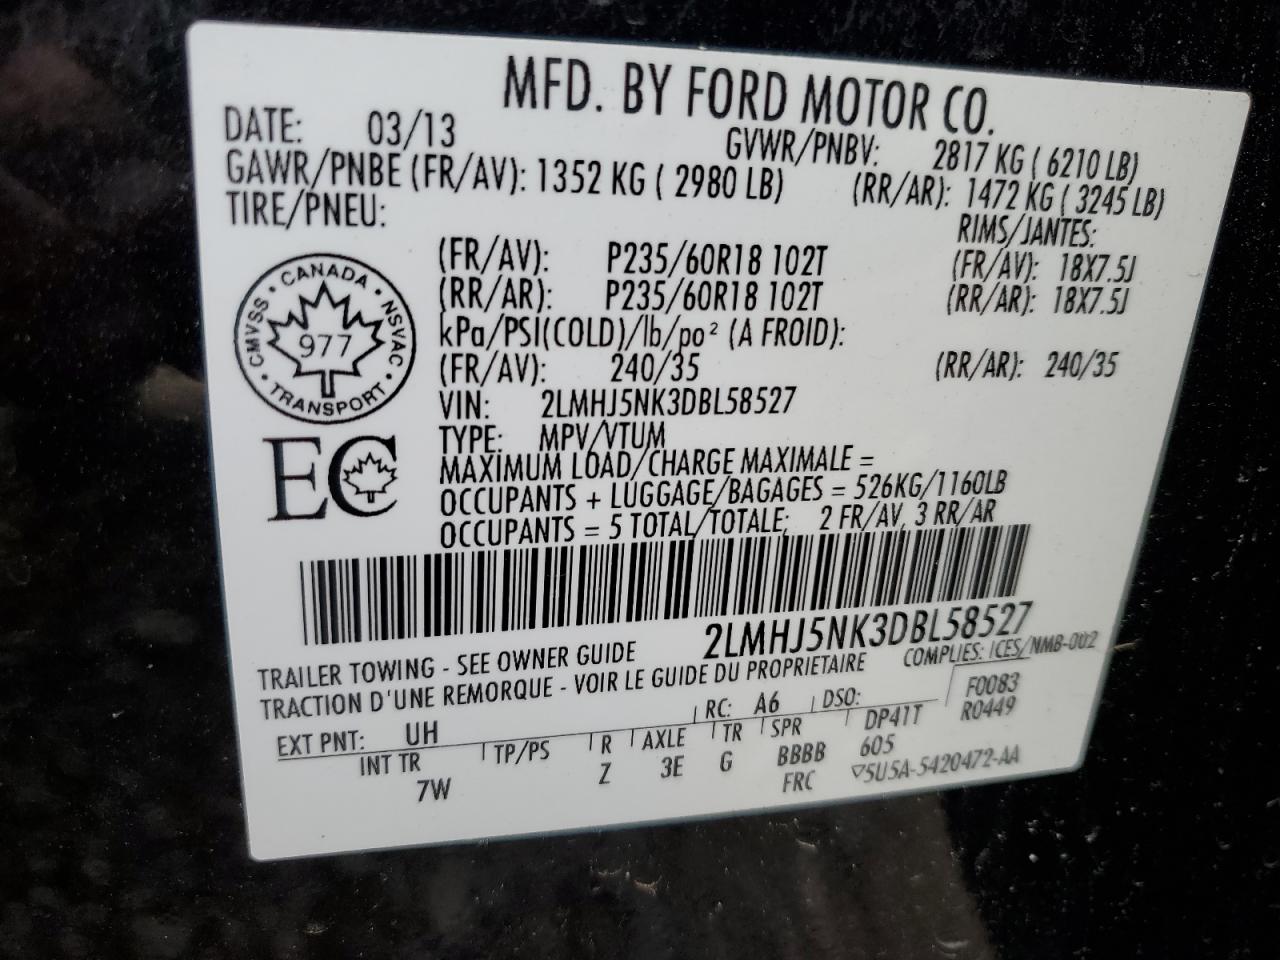 MFD. BY FORD MOTOR CO.
DATE: 03/13 GVWR/PNBV: 2817 KG ( 6210 LB)
GAWR/PNBE (FR/AV): 1352 KG ( 2980 LB) (RR/AR): 1472 KG ( 3245 LB)
TIRE/PNEU: RIMS/JANTES:
(FR/AV): P235/60R18 102T (FR/AV): 18X7.5J
(RR/AR): P235/60R18 102T (RR/AR): 18X7.5J
kPa/PSI(COLD)/lb/po² (A FROID):
(FR/AV): 240/35 (RR/AR): 240/35
VIN: 2LMHJ5NK3DBL58527
TYPE: MPV/VTUM
MAXIMUM LOAD/CHARGE MAXIMALE =
OCCUPANTS + LUGGAGE/BAGAGES = 526KG/1160LB
OCCUPANTS = 5 TOTAL/TOTALE: 2 FR/AV, 3 RR/AR
CANADA
CMVSS NSVAC
977
TRANSPORT
EC
2LMHJ5NK3DBL58527
TRAILER TOWING - SEE OWNER GUIDE COMPLIES: ICES/NMB-002
TRACTION D'UNE REMORQUE - VOIR LE GUIDE DU PROPRIETAIRE
EXT PNT: UH RC: A6 DSO: F0083
INT TR TP/PS R AXLE TR SPR DP41T R0449
7W Z 3E G BBBB 605
FRC ▽5U5A-5420472-AA